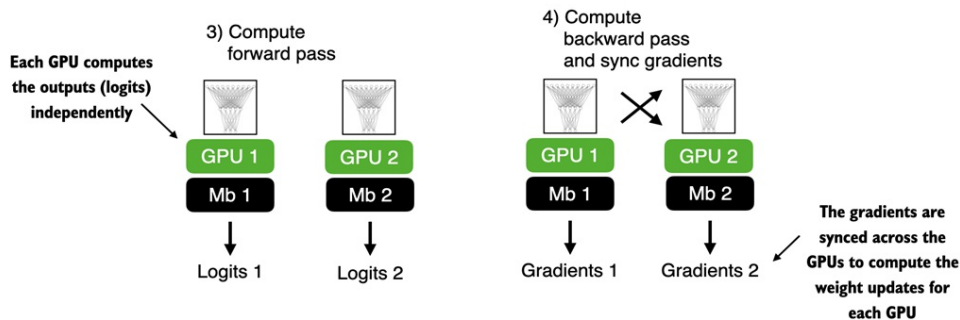 3) Compute
forward pass
Each GPU computes
the outputs (logits)
independently
GPU 1
GPU 2
Mb 1
Mb 2
Logits 1
Logits 2
4) Compute
backward pass
and sync gradients
GPU 1
GPU 2
Mb 1
Mb 2
Gradients 1
Gradients 2
The gradients are
synced across the
GPUs to compute the
weight updates for
each GPU